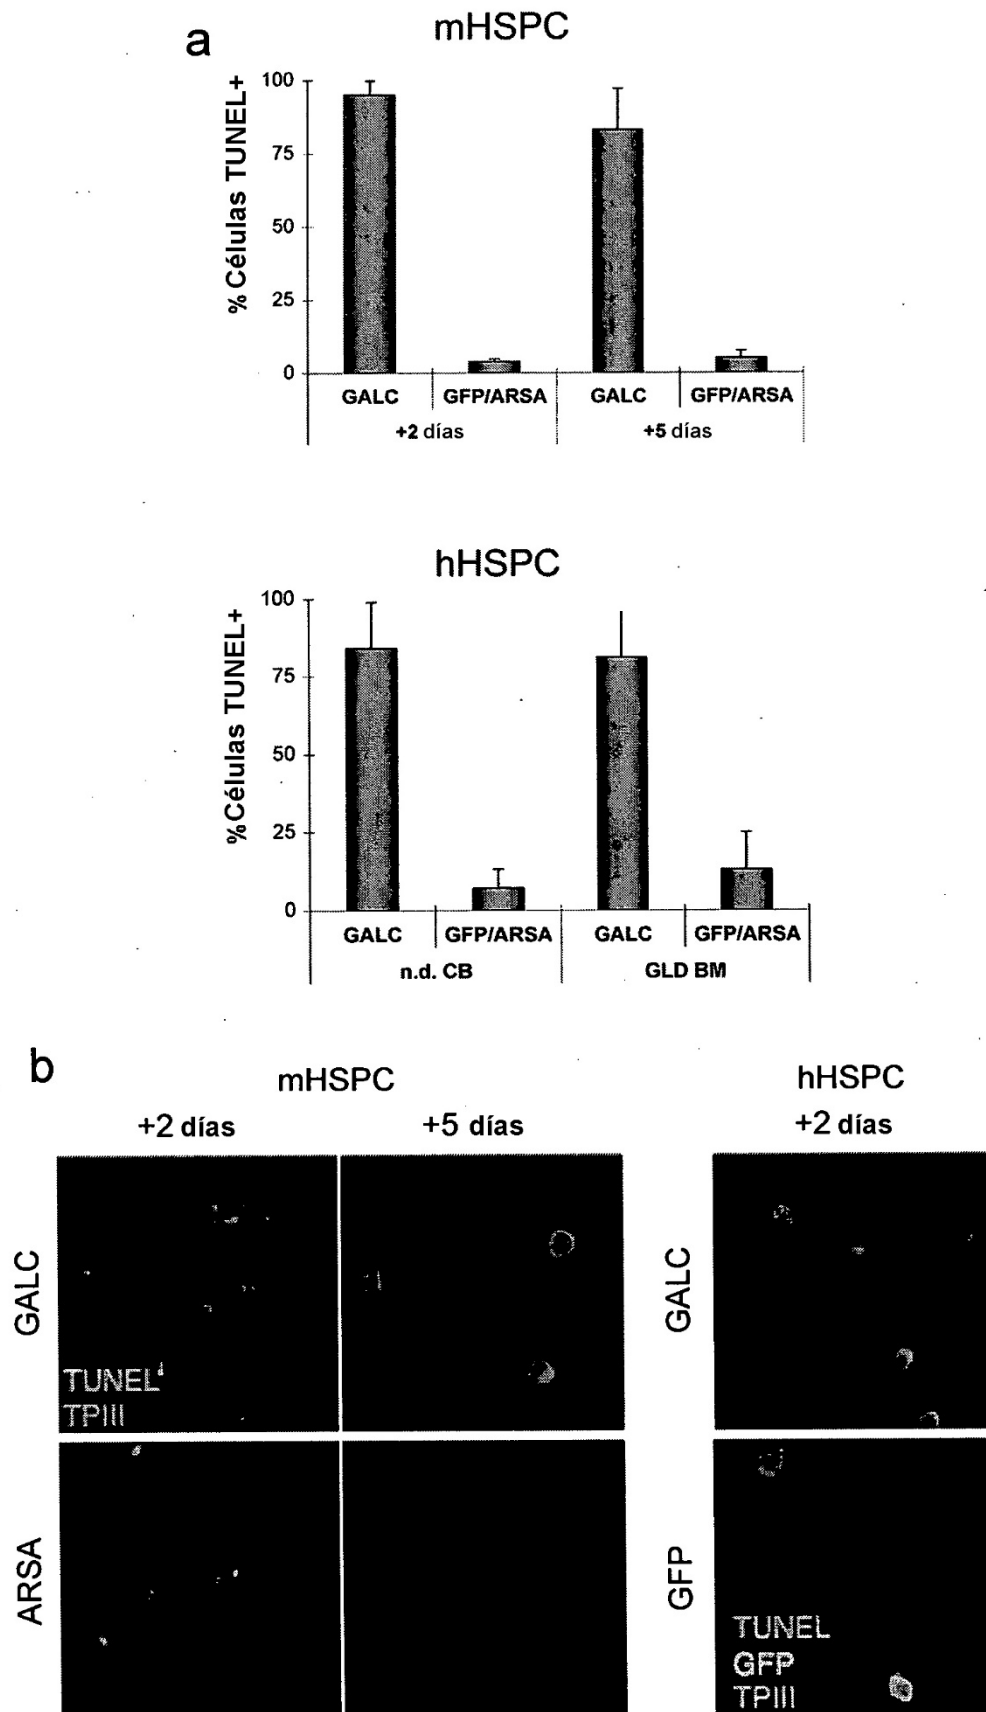 a
mHSPC
% Células TUNEL+
100
75
50
25
0
GALC GFP/ARSA GALC GFP/ARSA
+2 días +5 días
hHSPC
%Células TUNEL+
100
75
50
25
0
GALC GFP/ARSA GALC GFP/ARSA
n.d. CB GLD BM
b
mHSPC hHSPC
+2 días +5 días +2 días
GALC
TUNEL
TPIII
GALC
ARSA
GFP
TUNEL
GFP
TPIII